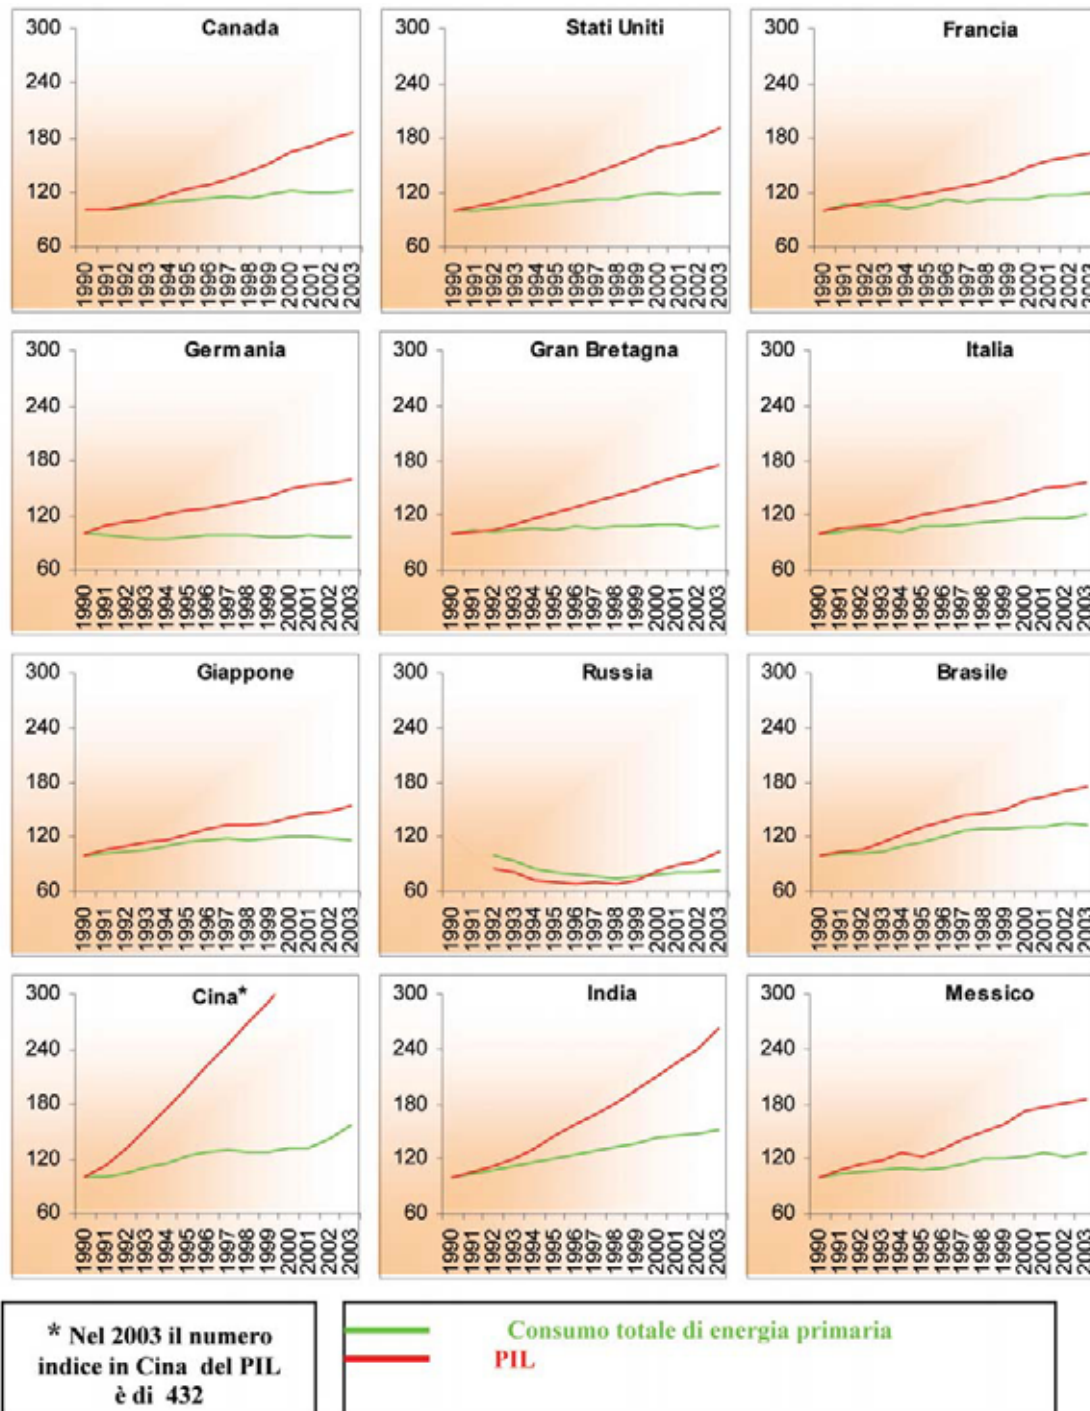 Canada
300
240
180
120
60
1990 1991 1992 1993 1994 1995 1996 1997 1998 1999 2000 2001 2002 2003
Stati Uniti
300
240
180
120
60
1990 1991 1992 1993 1994 1995 1996 1997 1998 1999 2000 2001 2002 2003
Francia
300
240
180
120
60
1990 1991 1992 1993 1994 1995 1996 1997 1998 1999 2000 2001 2002 2003
Germania
300
240
180
120
60
1990 1991 1992 1993 1994 1995 1996 1997 1998 1999 2000 2001 2002 2003
Gran Bretagna
300
240
180
120
60
1990 1991 1992 1993 1994 1995 1996 1997 1998 1999 2000 2001 2002 2003
Italia
300
240
180
120
60
1990 1991 1992 1993 1994 1995 1996 1997 1998 1999 2000 2001 2002 2003
Giappone
300
240
180
120
60
1990 1991 1992 1993 1994 1995 1996 1997 1998 1999 2000 2001 2002 2003
Russia
300
240
180
120
60
1990 1991 1992 1993 1994 1995 1996 1997 1998 1999 2000 2001 2002 2003
Brasile
300
240
180
120
60
1990 1991 1992 1993 1994 1995 1996 1997 1998 1999 2000 2001 2002 2003
Cina*
300
240
180
120
60
1990 1991 1992 1993 1994 1995 1996 1997 1998 1999 2000 2001 2002 2003
India
300
240
180
120
60
1990 1991 1992 1993 1994 1995 1996 1997 1998 1999 2000 2001 2002 2003
Messico
300
240
180
120
60
1990 1991 1992 1993 1994 1995 1996 1997 1998 1999 2000 2001 2002 2003
* Nel 2003 il numero
indice in Cina del PIL
è di 432
Consumo totale di energia primaria
PIL